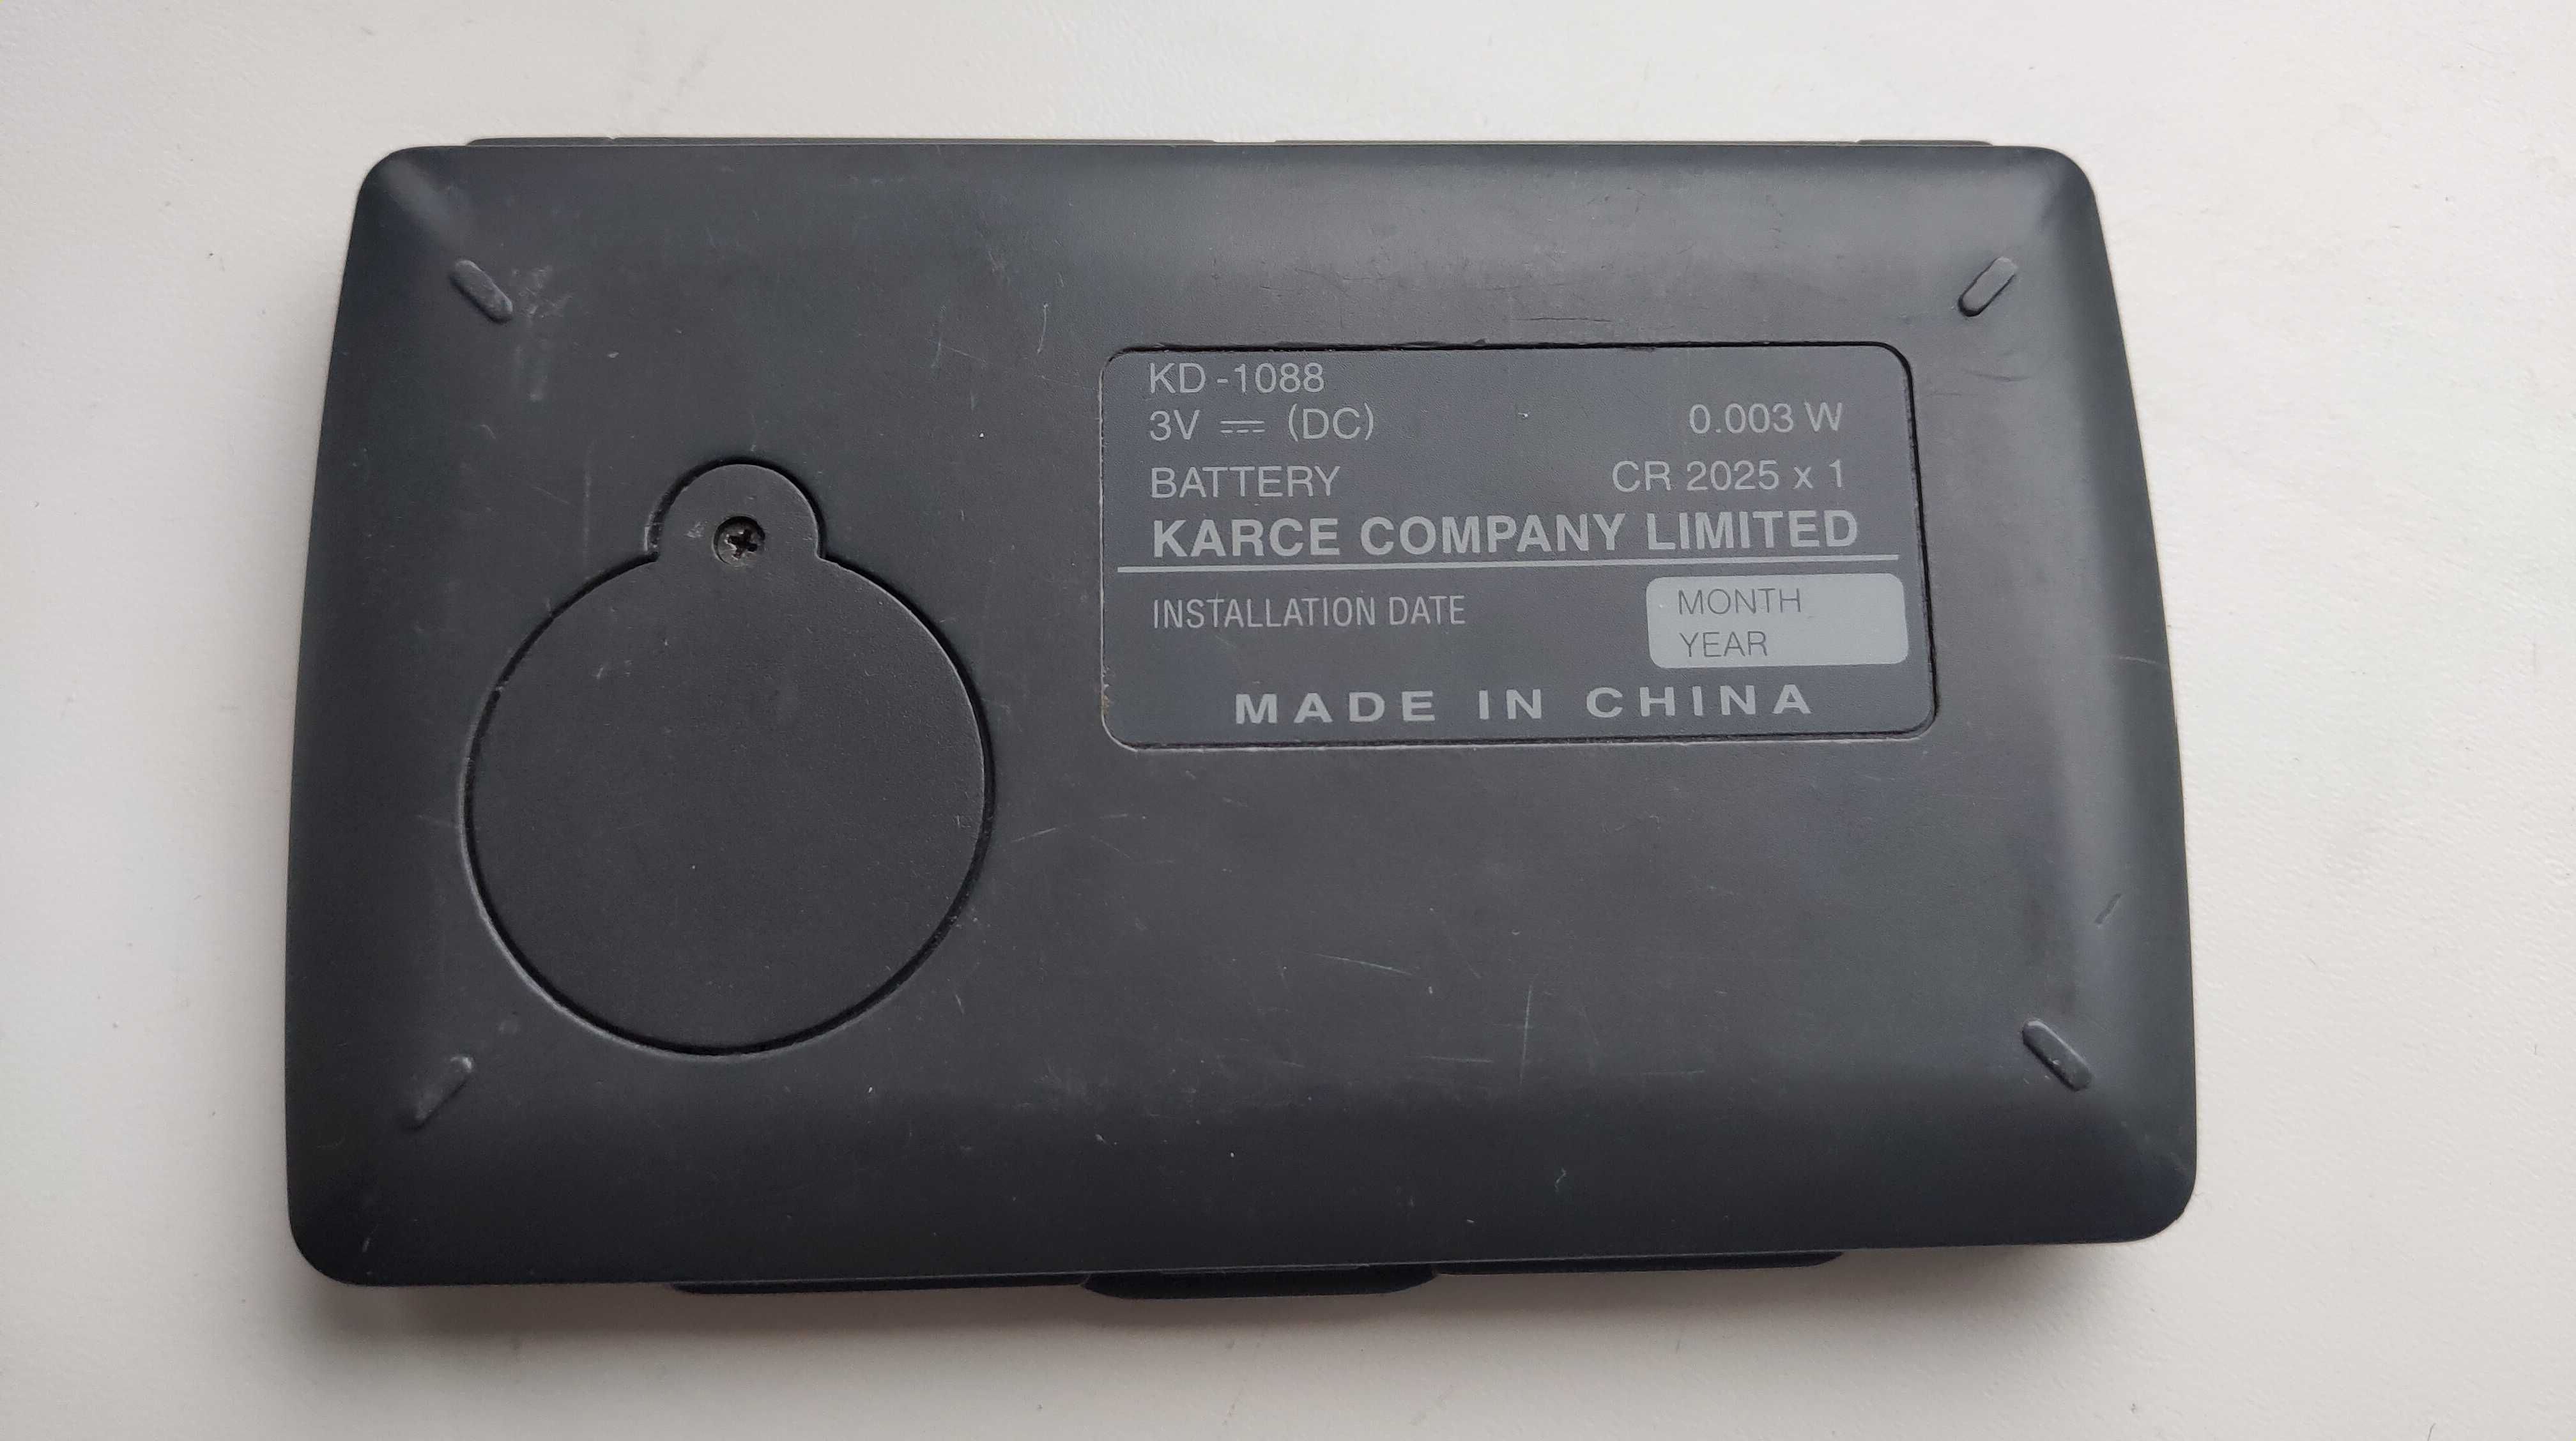 KD-1088
3V ⎓ (DC) 0.003 W
BATTERY CR 2025 x 1
KARCE COMPANY LIMITED
INSTALLATION DATE MONTH
YEAR
MADE IN CHINA